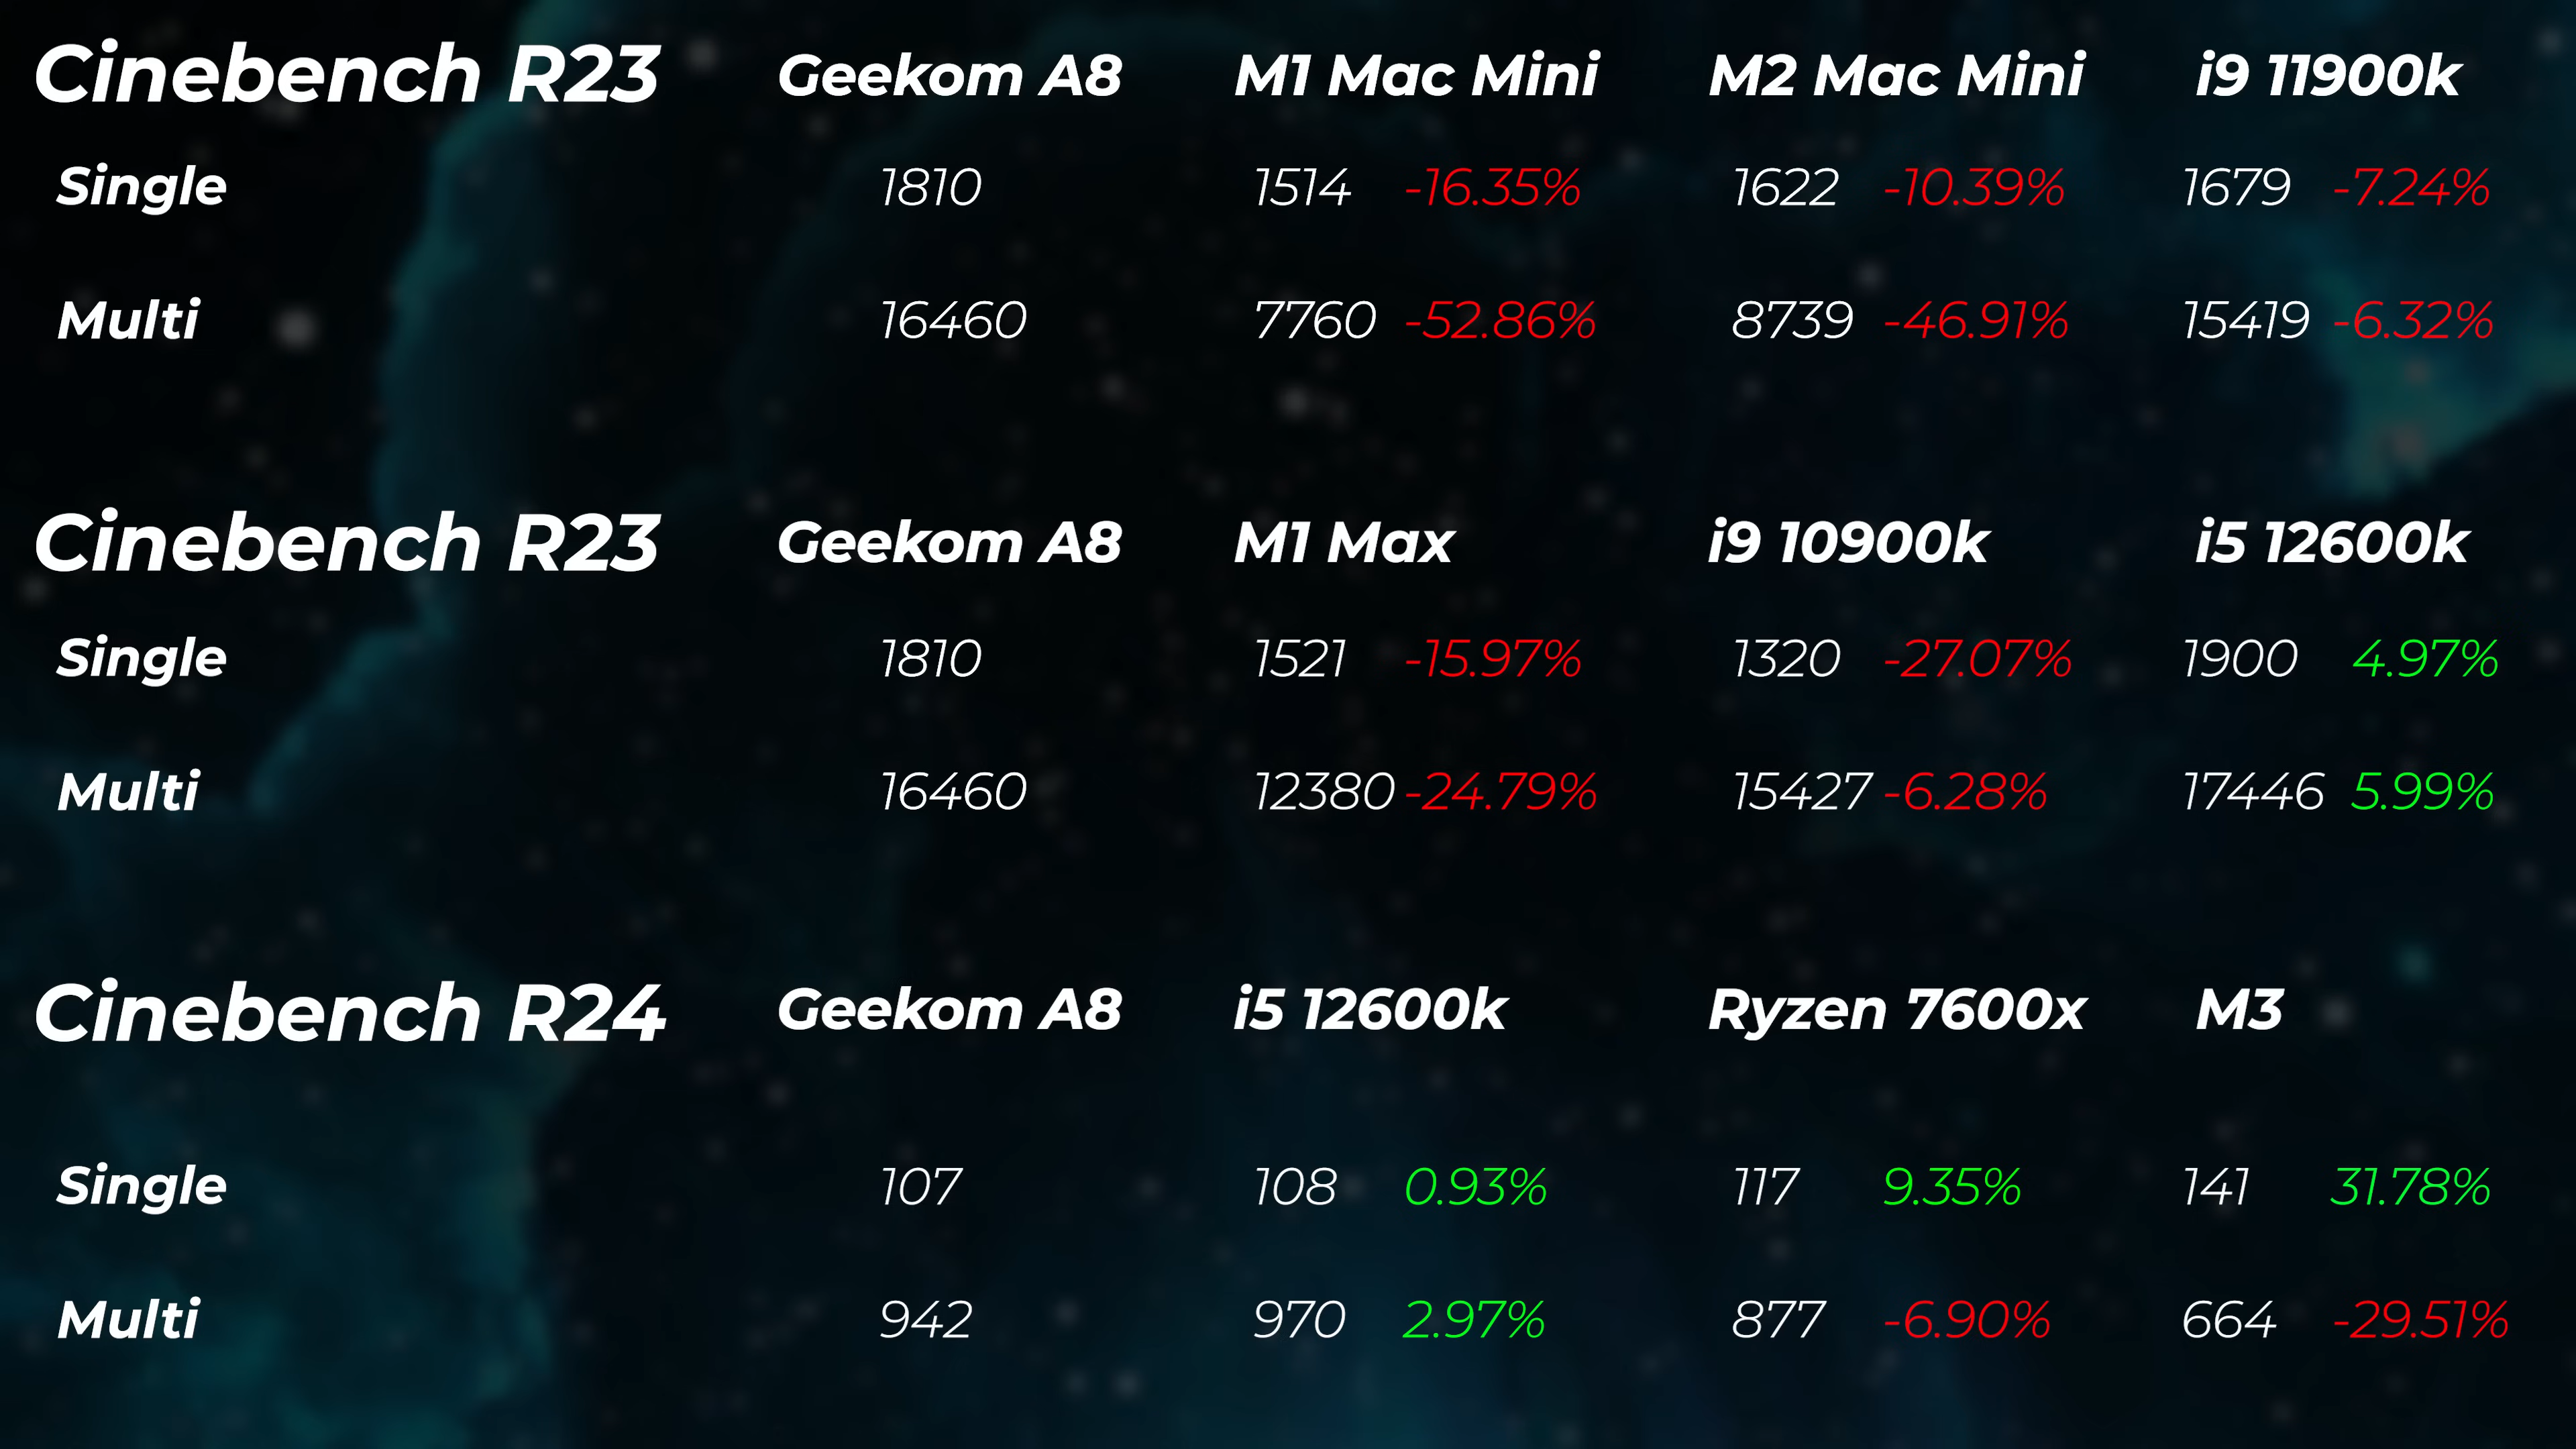 Cinebench R23 Geekom A8 M1 Mac Mini M2 Mac Mini i9 11900k
Single 1810 1514 -16.35% 1622 -10.39% 1679 -7.24%
Multi 16460 7760 -52.86% 8739 -46.91% 15419 -6.32%
Cinebench R23 Geekom A8 M1 Max i9 10900k i5 12600k
Single 1810 1521 -15.97% 1320 -27.07% 1900 4.97%
Multi 16460 12380 -24.79% 15427 -6.28% 17446 5.99%
Cinebench R24 Geekom A8 i5 12600k Ryzen 7600x M3
Single 107 108 0.93% 117 9.35% 141 31.78%
Multi 942 970 2.97% 877 -6.90% 664 -29.51%